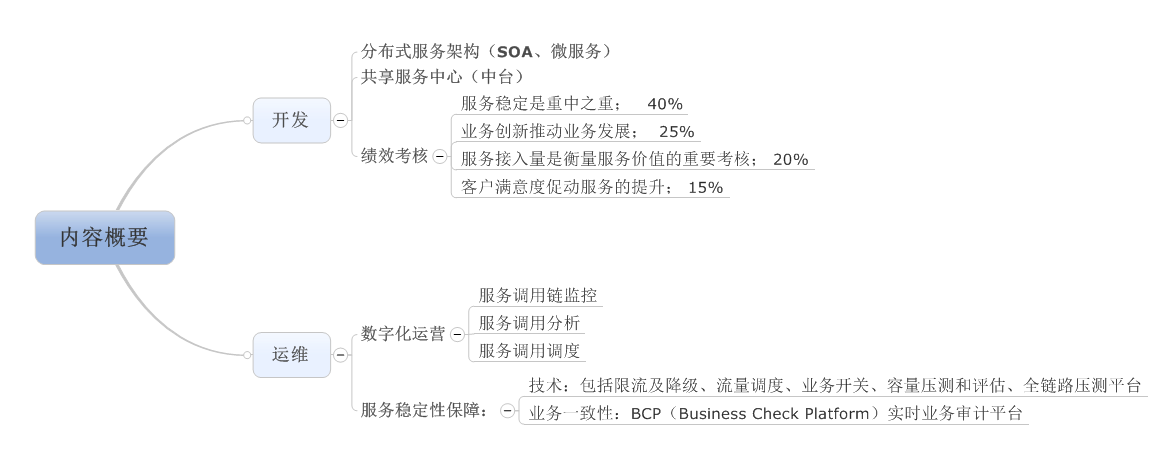 内容概要
开发
分布式服务架构（SOA、微服务）
共享服务中心（中台）
绩效考核
服务稳定是重中之重； 40%
业务创新推动业务发展； 25%
服务接入量是衡量服务价值的重要考核； 20%
客户满意度促动服务的提升； 15%
运维
数字化运营
服务调用链监控
服务调用分析
服务调用调度
服务稳定性保障：
技术：包括限流及降级、流量调度、业务开关、容量压测和评估、全链路压测平台
业务一致性：BCP（Business Check Platform）实时业务审计平台